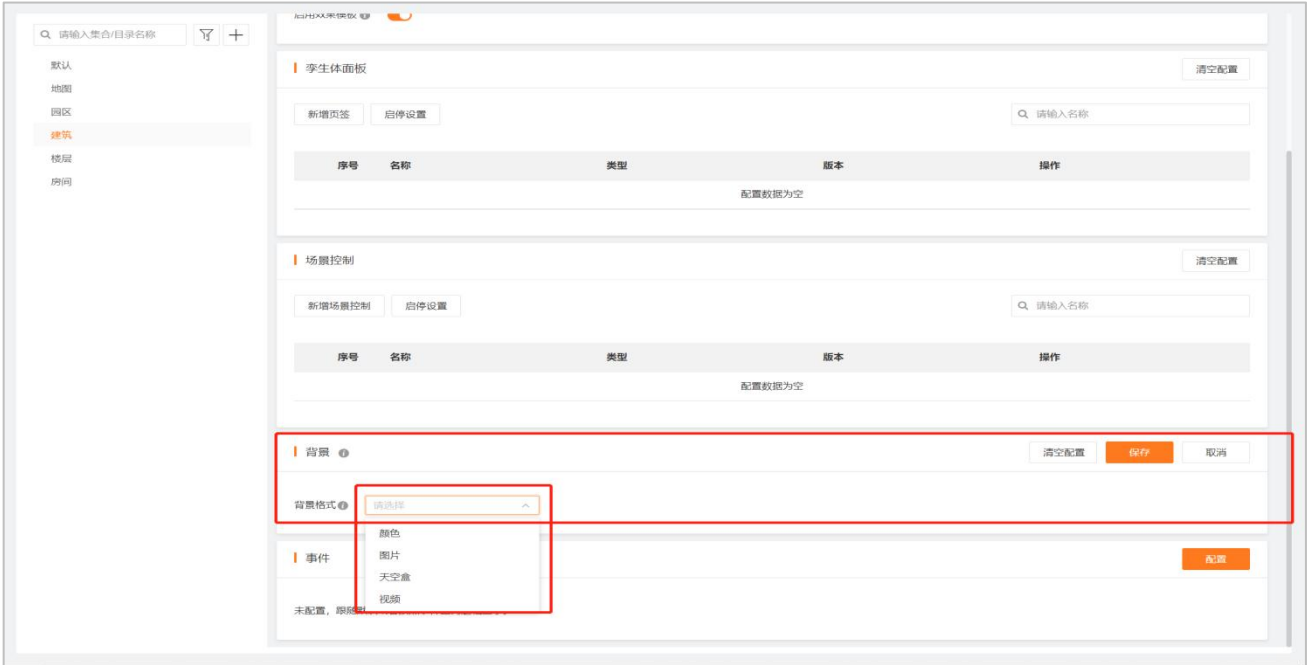 启用效果模板
请输入集合/目录名称
默认
地图
园区
建筑
楼层
房间
孪生体面板
清空配置
新增页签 启停设置
请输入名称
序号 名称 类型 版本 操作
配置数据为空
场景控制
清空配置
新增场景控制 启停设置
请输入名称
序号 名称 类型 版本 操作
配置数据为空
背景
清空配置 保存 取消
背景格式 请选择
颜色
图片
天空盒
视频
事件
配置
未配置，跟随